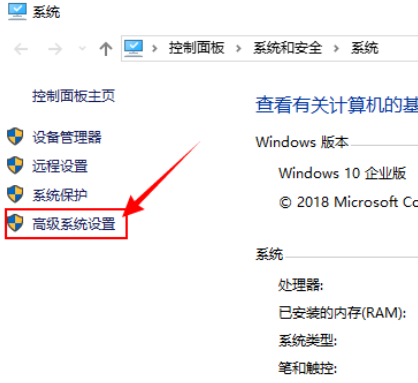 系统
控制面板 > 系统和安全 > 系统
控制面板主页
设备管理器
远程设置
系统保护
高级系统设置
查看有关计算机的基
Windows 版本
Windows 10 企业版
© 2018 Microsoft Co
系统
处理器:
已安装的内存(RAM):
系统类型:
笔和触控: